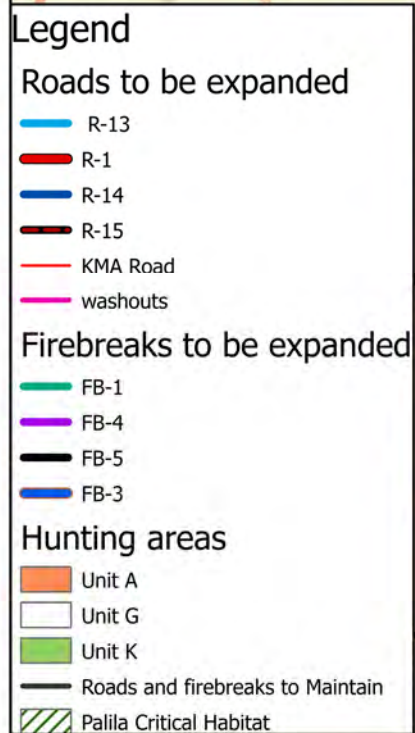 Legend
Roads to be expanded
R-13
R-1
R-14
R-15
KMA Road
washouts
Firebreaks to be expanded
FB-1
FB-4
FB-5
FB-3
Hunting areas
Unit A
Unit G
Unit K
Roads and firebreaks to Maintain
Palila Critical Habitat